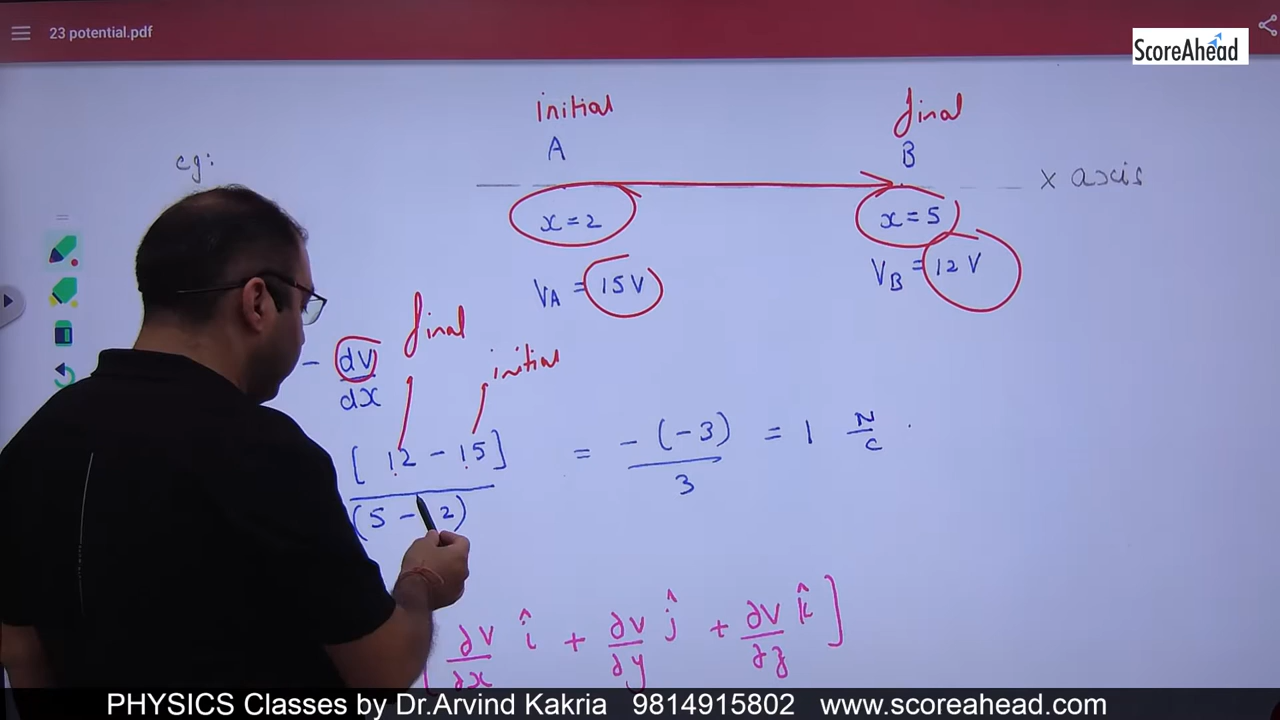 23 potential.pdf
ScoreAhead
initial
final
A
B
eg:
x axis
x = 2
x = 5
VA = 15 V
VB = 12 V
final
initial
- dV/dx
[12 - 15]
(5 - 2)
= -(-3)/3 = 1 N/C
∂V/∂x î + ∂V/∂y ĵ + ∂V/∂z k̂ ]
PHYSICS Classes by Dr.Arvind Kakria 9814915802 www.scoreahead.com